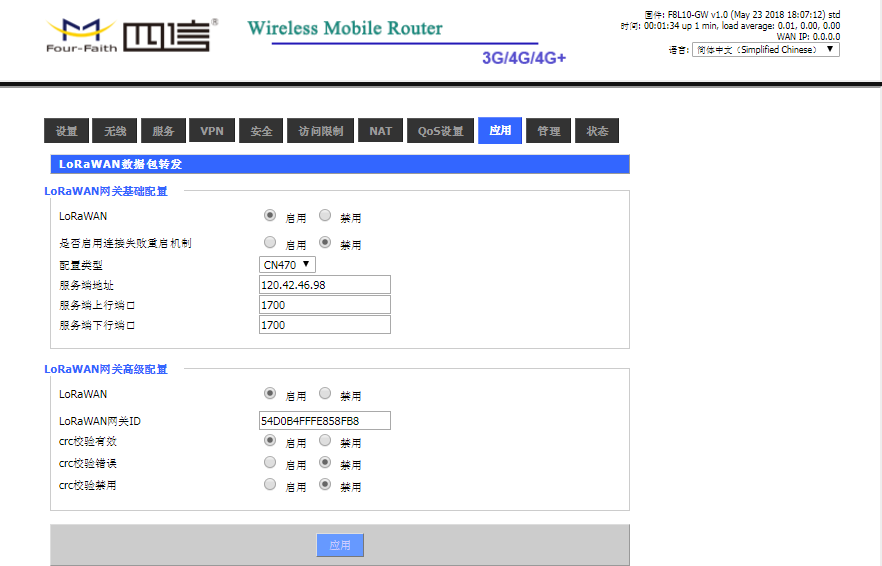 Four-Faith 四信®
Wireless Mobile Router
3G/4G/4G+
固件: F8L10-GW v1.0 (May 23 2018 18:07:12) std
时间: 00:01:34 up 1 min, load average: 0.01, 0.00, 0.00
WAN IP: 0.0.0.0
语言: 简体中文 (Simplified Chinese) ▼
设置 无线 服务 VPN 安全 访问限制 NAT QoS设置 应用 管理 状态
LoRaWAN数据包转发
LoRaWAN网关基础配置
LoRaWAN 启用 禁用
是否启用连接失败重启机制 启用 禁用
配置类型 CN470 ▼
服务端地址 120.42.46.98
服务端上行端口 1700
服务端下行端口 1700
LoRaWAN网关高级配置
LoRaWAN 启用 禁用
LoRaWAN网关ID 54D0B4FFFE858FB8
crc校验有效 启用 禁用
crc校验错误 启用 禁用
crc校验禁用 启用 禁用
应用